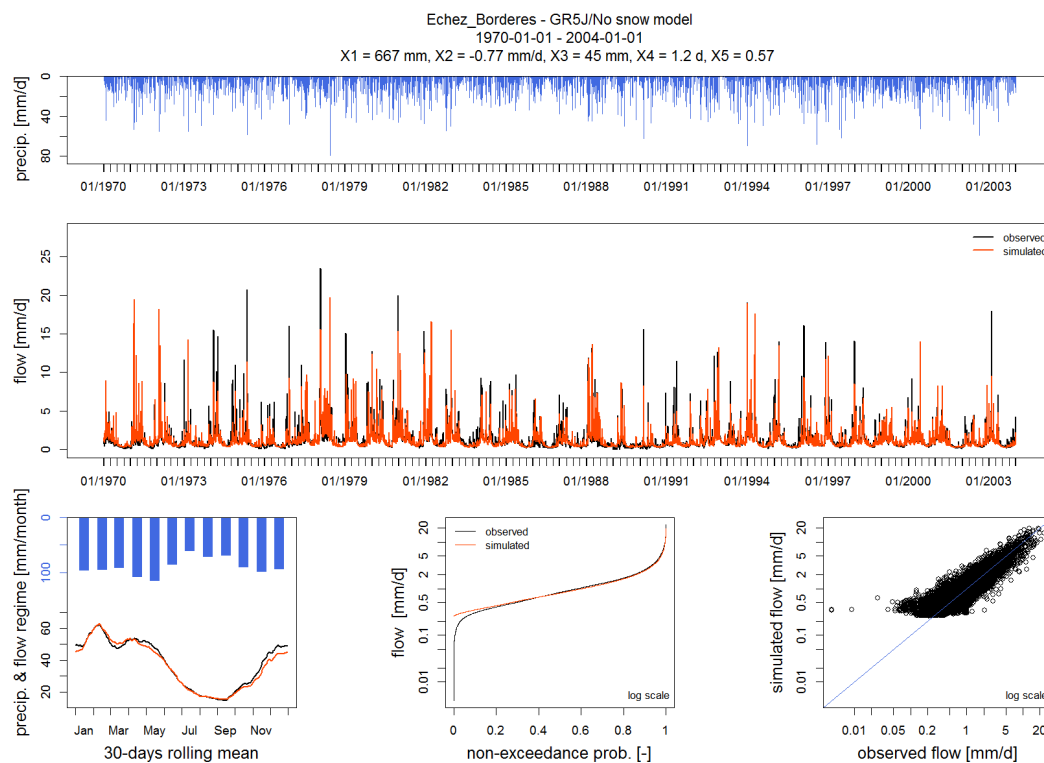 Echez_Borderes - GR5J/No snow model
1970-01-01 - 2004-01-01
X1 = 667 mm, X2 = -0.77 mm/d, X3 = 45 mm, X4 = 1.2 d, X5 = 0.57
precip. [mm/d]
0
40
80
01/1970 01/1973 01/1976 01/1979 01/1982 01/1985 01/1988 01/1991 01/1994 01/1997 01/2000 01/2003
flow [mm/d]
25
20
15
10
5
0
observed
simulated
01/1970 01/1973 01/1976 01/1979 01/1982 01/1985 01/1988 01/1991 01/1994 01/1997 01/2000 01/2003
precip. & flow regime [mm/month]
0
100
60
40
20
Jan Mar May Jul Sep Nov
30-days rolling mean
flow [mm/d]
20
5
2
0.5
0.1
0.01
observed
simulated
log scale
0 0.2 0.4 0.6 0.8 1
non-exceedance prob. [-]
simulated flow [mm/d]
20
5
2
0.5
0.1
0.01
log scale
0.01 0.05 0.2 1 5 20
observed flow [mm/d]